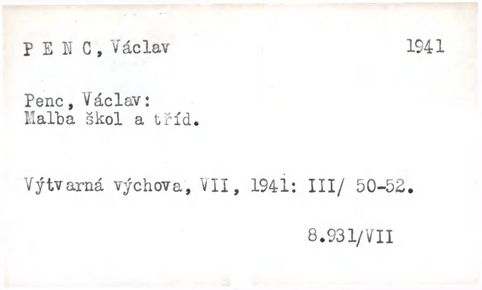 P E N C, Václav 1941
Penc, Václav:
Malba škol a tříd.
Výtvarná výchova, VII, 1941: III/ 50-52.
8.931/VII